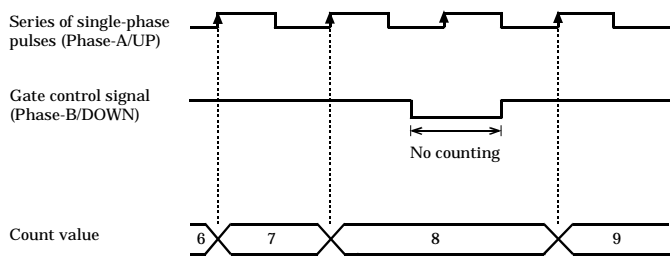 Series of single-phase
pulses (Phase-A/UP)
Gate control signal
(Phase-B/DOWN)
No counting
Count value
6 7 8 9